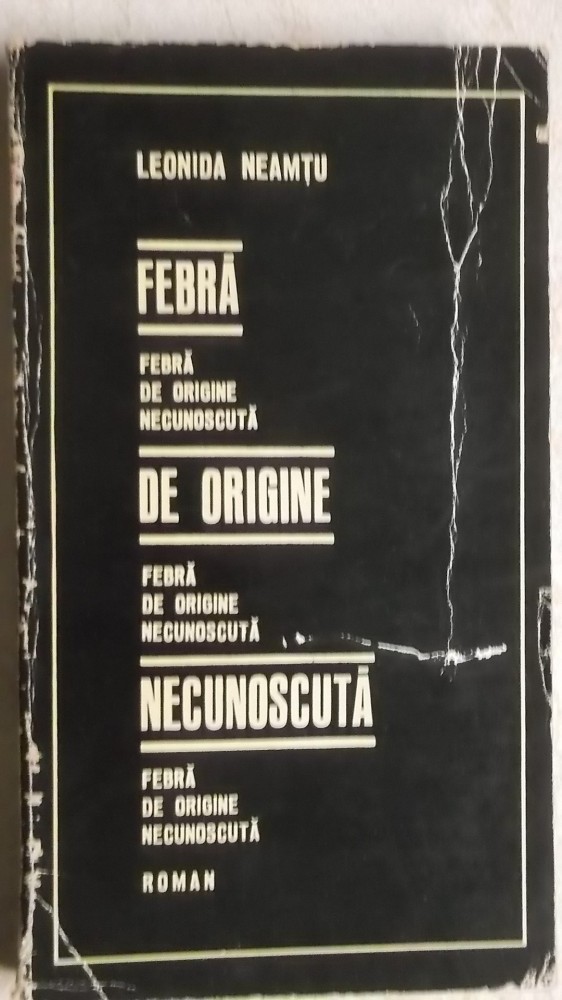 LEONIDA NEAMȚU
FEBRĂ
FEBRĂ
DE ORIGINE
NECUNOSCUTĂ
DE ORIGINE
FEBRĂ
DE ORIGINE
NECUNOSCUTĂ
NECUNOSCUTĂ
FEBRĂ
DE ORIGINE
NECUNOSCUTĂ
ROMAN